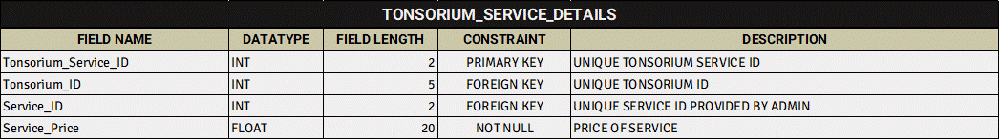 TONSORIUM_SERVICE_DETAILS
FIELD NAME DATATYPE FIELD LENGTH CONSTRAINT DESCRIPTION
Tonsorium_Service_ID INT 2 PRIMARY KEY UNIQUE TONSORIUM SERVICE ID
Tonsorium_ID INT 5 FOREIGN KEY UNIQUE TONSORIUM ID
Service_ID INT 2 FOREIGN KEY UNIQUE SERVICE ID PROVIDED BY ADMIN
Service_Price FLOAT 20 NOT NULL PRICE OF SERVICE